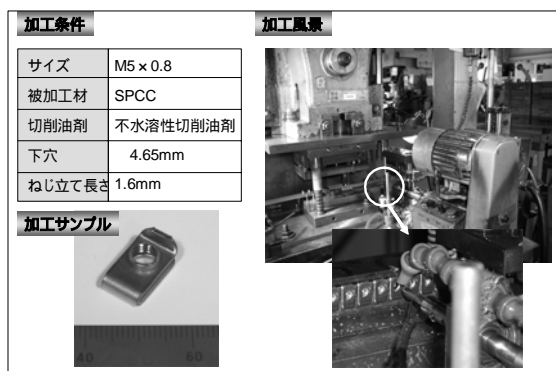 加工条件
サイズ M5×0.8
被加工材 SPCC
切削油剤 不水溶性切削油剤
下穴 4.65mm
ねじ立て長さ 1.6mm
加工サンプル
40 60
加工風景